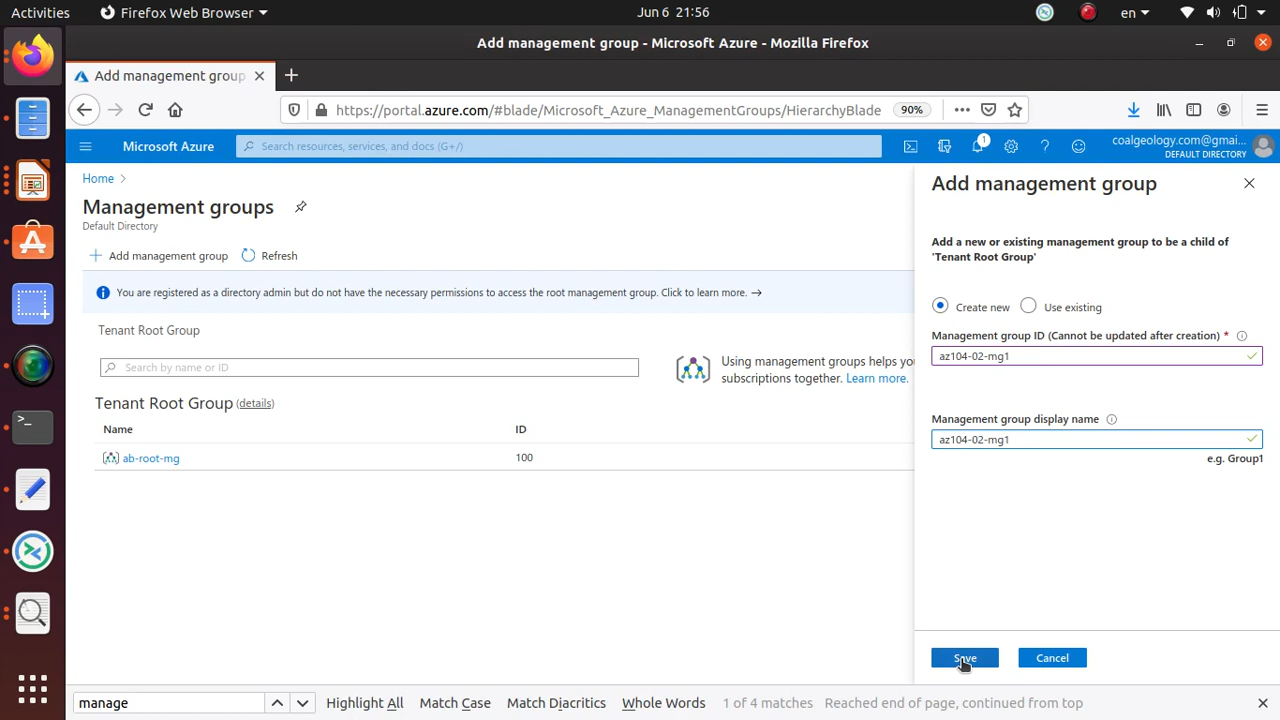 Activities
Firefox Web Browser
Jun 6 21:56
en
Add management group - Microsoft Azure - Mozilla Firefox
Add management group
https://portal.azure.com/#blade/Microsoft_Azure_ManagementGroups/HierarchyBlade
90%
Microsoft Azure
Search resources, services, and docs (G+/)
1
coalgeology.com@gmai...
DEFAULT DIRECTORY
Home
Management groups
Default Directory
Add management group
Refresh
You are registered as a directory admin but do not have the necessary permissions to access the root management group. Click to learn more. →
Tenant Root Group
Search by name or ID
Using management groups helps you
subscriptions together. Learn more.
Tenant Root Group (details)
Name
ID
ab-root-mg
100
Add management group
Add a new or existing management group to be a child of
'Tenant Root Group'
Create new
Use existing
Management group ID (Cannot be updated after creation) *
az104-02-mg1
Management group display name
az104-02-mg1
e.g. Group1
Save
Cancel
manage
Highlight All
Match Case
Match Diacritics
Whole Words
1 of 4 matches
Reached end of page, continued from top